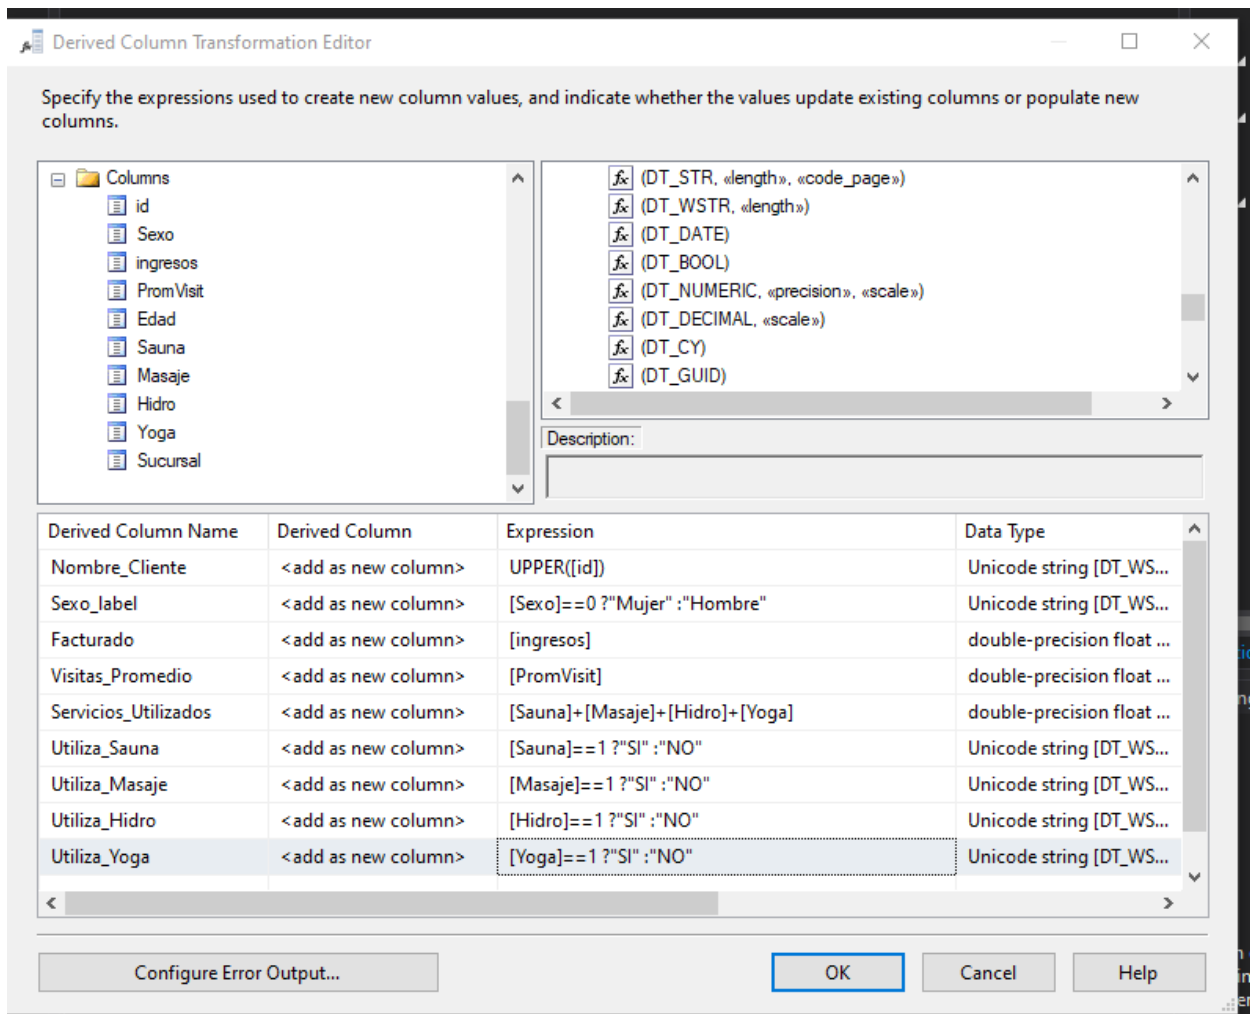 Derived Column Transformation Editor
Specify the expressions used to create new column values, and indicate whether the values update existing columns or populate new
columns.
Columns
id
Sexo
ingresos
PromVisit
Edad
Sauna
Masaje
Hidro
Yoga
Sucursal
(DT_STR, «length», «code_page»)
(DT_WSTR, «length»)
(DT_DATE)
(DT_BOOL)
(DT_NUMERIC, «precision», «scale»)
(DT_DECIMAL, «scale»)
(DT_CY)
(DT_GUID)
Description:
Derived Column Name Derived Column Expression Data Type
Nombre_Cliente <add as new column> UPPER([id]) Unicode string [DT_WS...
Sexo_label <add as new column> [Sexo]==0 ?"Mujer" :"Hombre" Unicode string [DT_WS...
Facturado <add as new column> [ingresos] double-precision float ...
Visitas_Promedio <add as new column> [PromVisit] double-precision float ...
Servicios_Utilizados <add as new column> [Sauna]+[Masaje]+[Hidro]+[Yoga] double-precision float ...
Utiliza_Sauna <add as new column> [Sauna]==1 ?"SI" :"NO" Unicode string [DT_WS...
Utiliza_Masaje <add as new column> [Masaje]==1 ?"SI" :"NO" Unicode string [DT_WS...
Utiliza_Hidro <add as new column> [Hidro]==1 ?"SI" :"NO" Unicode string [DT_WS...
Utiliza_Yoga <add as new column> [Yoga]==1 ?"SI" :"NO" Unicode string [DT_WS...
Configure Error Output... OK Cancel Help